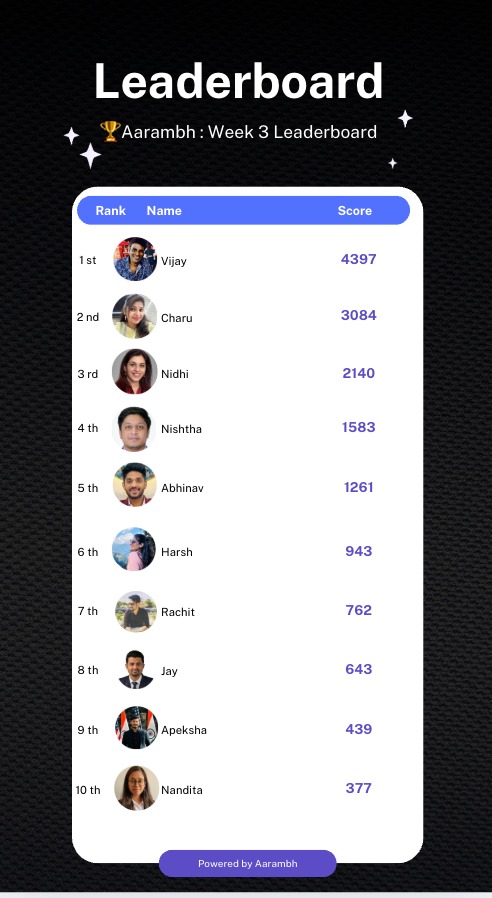 Leaderboard
🏆Aarambh : Week 3 Leaderboard
Rank Name Score
1 st Vijay 4397
2 nd Charu 3084
3 rd Nidhi 2140
4 th Nishtha 1583
5 th Abhinav 1261
6 th Harsh 943
7 th Rachit 762
8 th Jay 643
9 th Apeksha 439
10 th Nandita 377
Powered by Aarambh